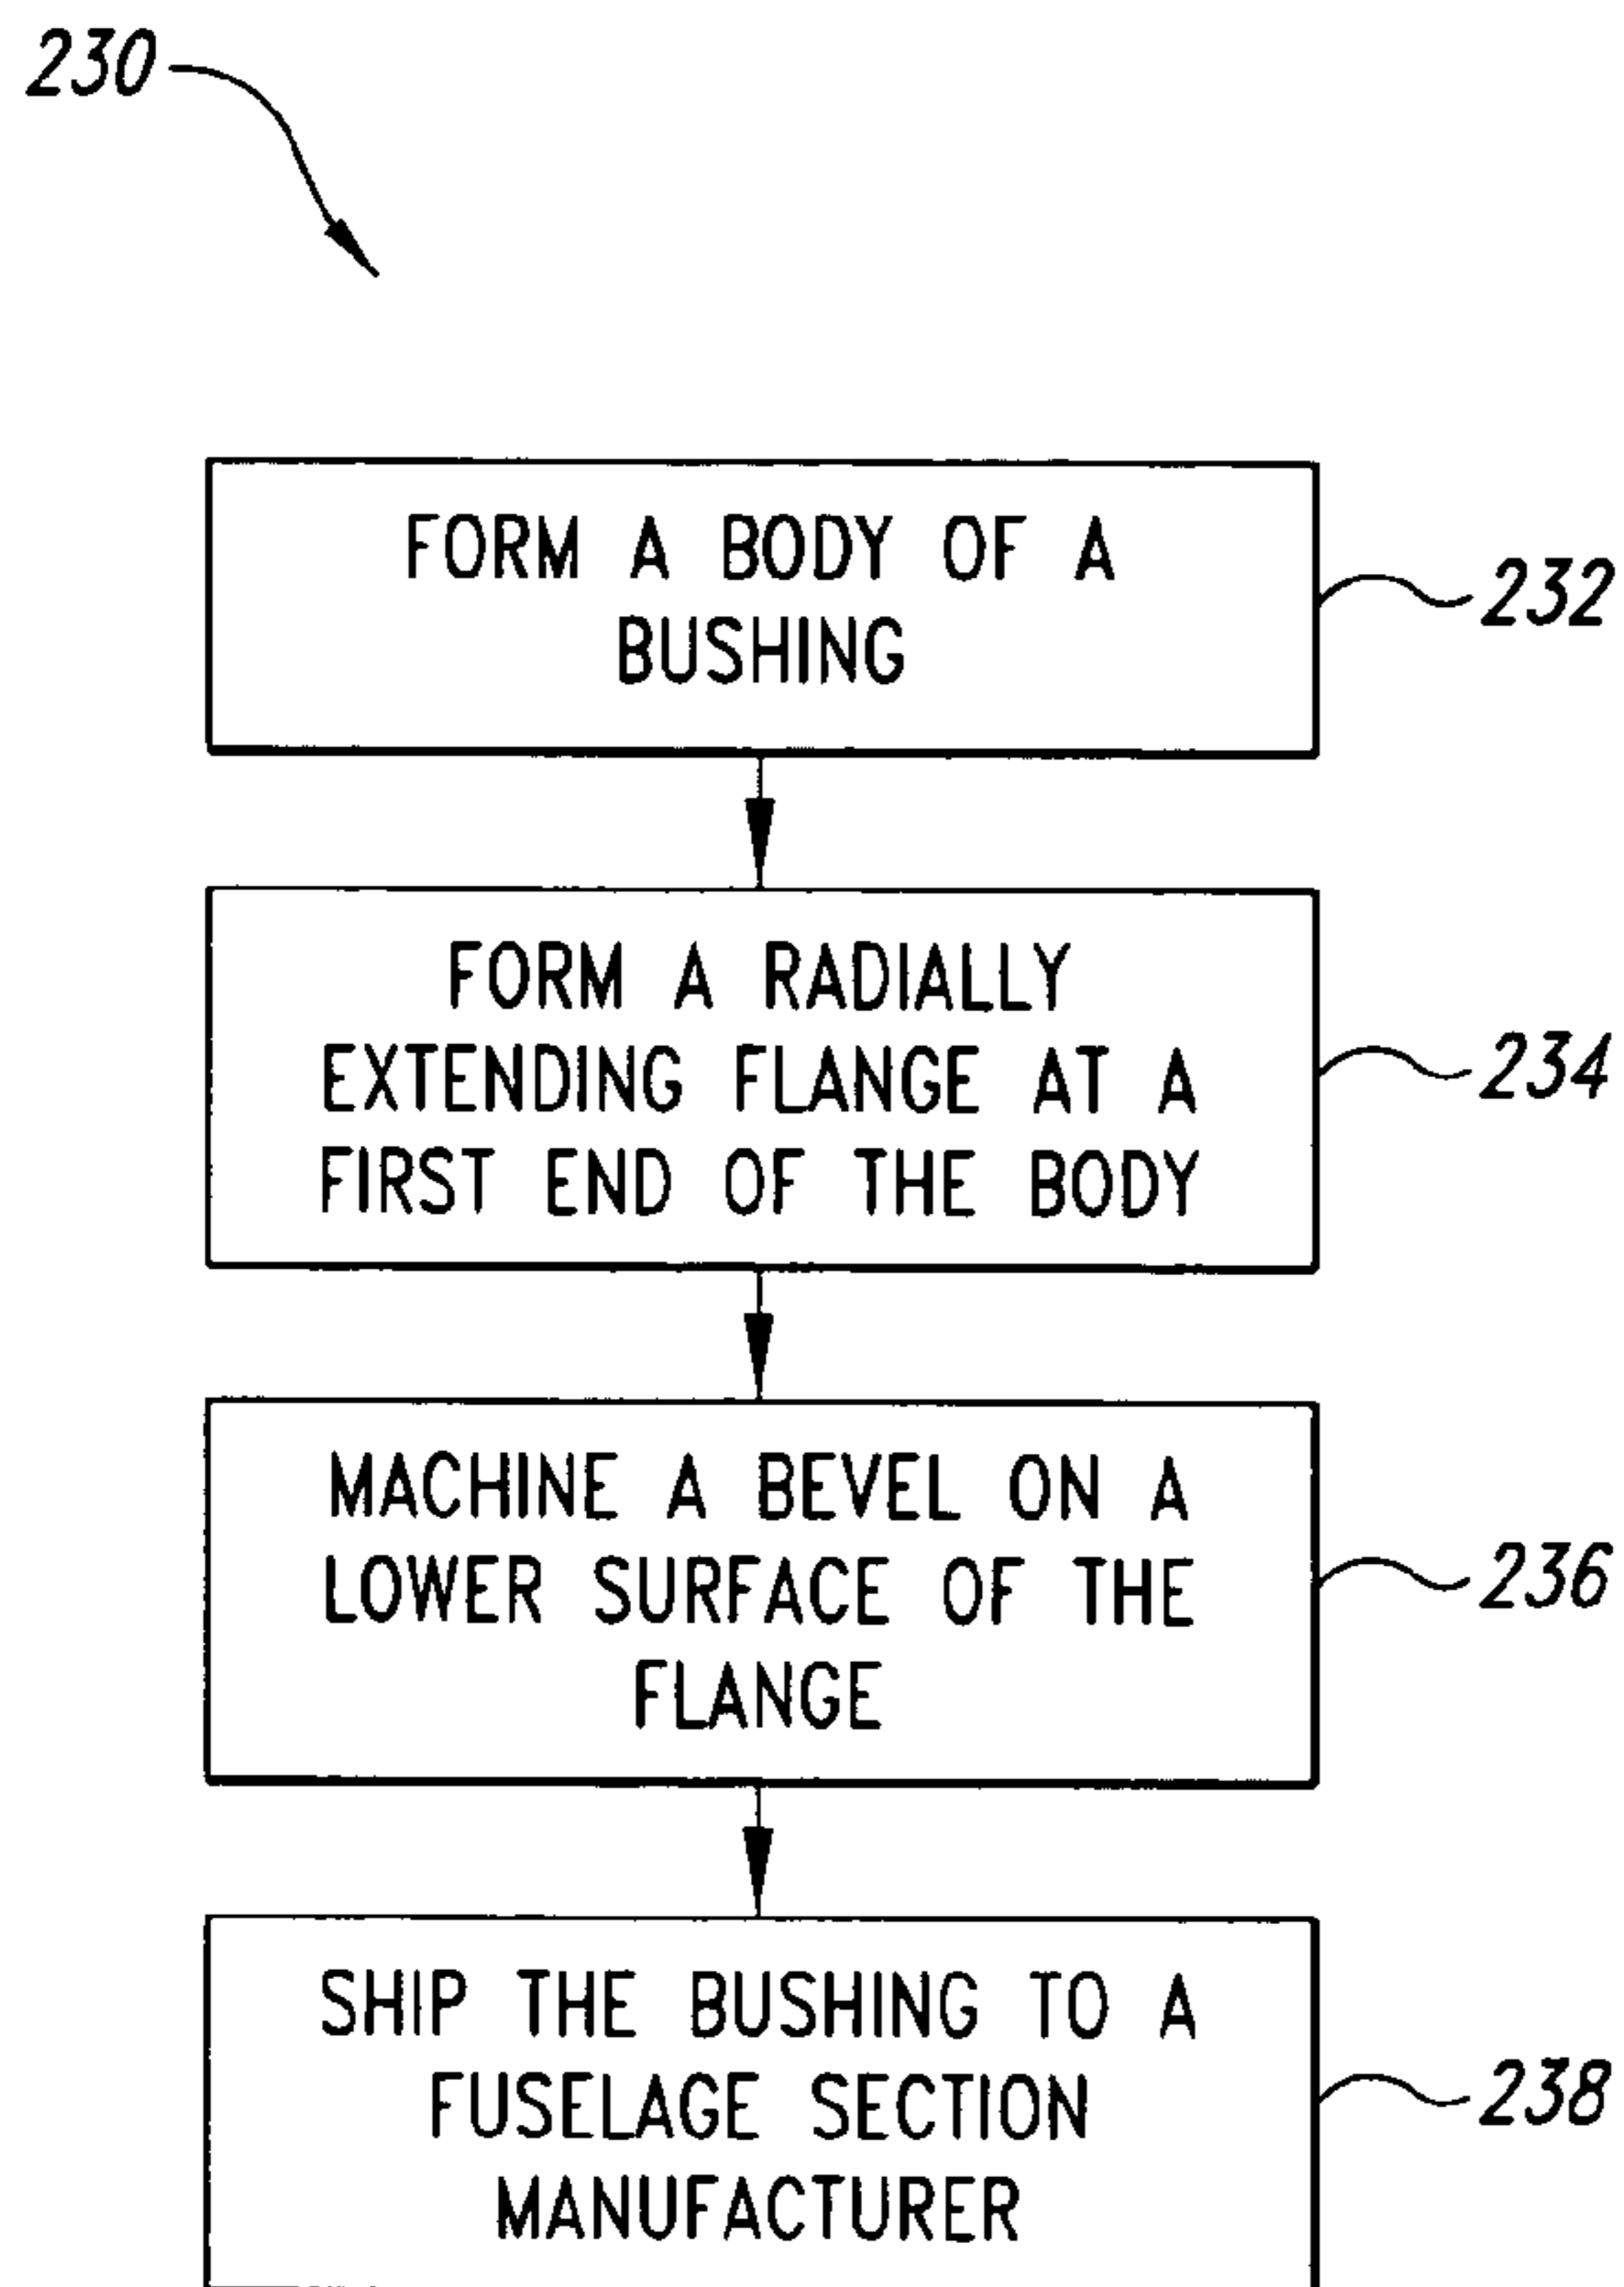 230
FORM A BODY OF A
BUSHING
232
FORM A RADIALLY
EXTENDING FLANGE AT A
FIRST END OF THE BODY
234
MACHINE A BEVEL ON A
LOWER SURFACE OF THE
FLANGE
236
SHIP THE BUSHING TO A
FUSELAGE SECTION
MANUFACTURER
238